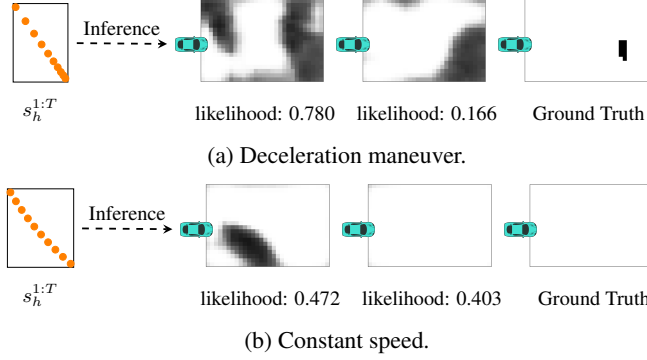 Inference
s_h^{1:T}
likelihood: 0.780 likelihood: 0.166 Ground Truth
(a) Deceleration maneuver.
Inference
s_h^{1:T}
likelihood: 0.472 likelihood: 0.403 Ground Truth
(b) Constant speed.